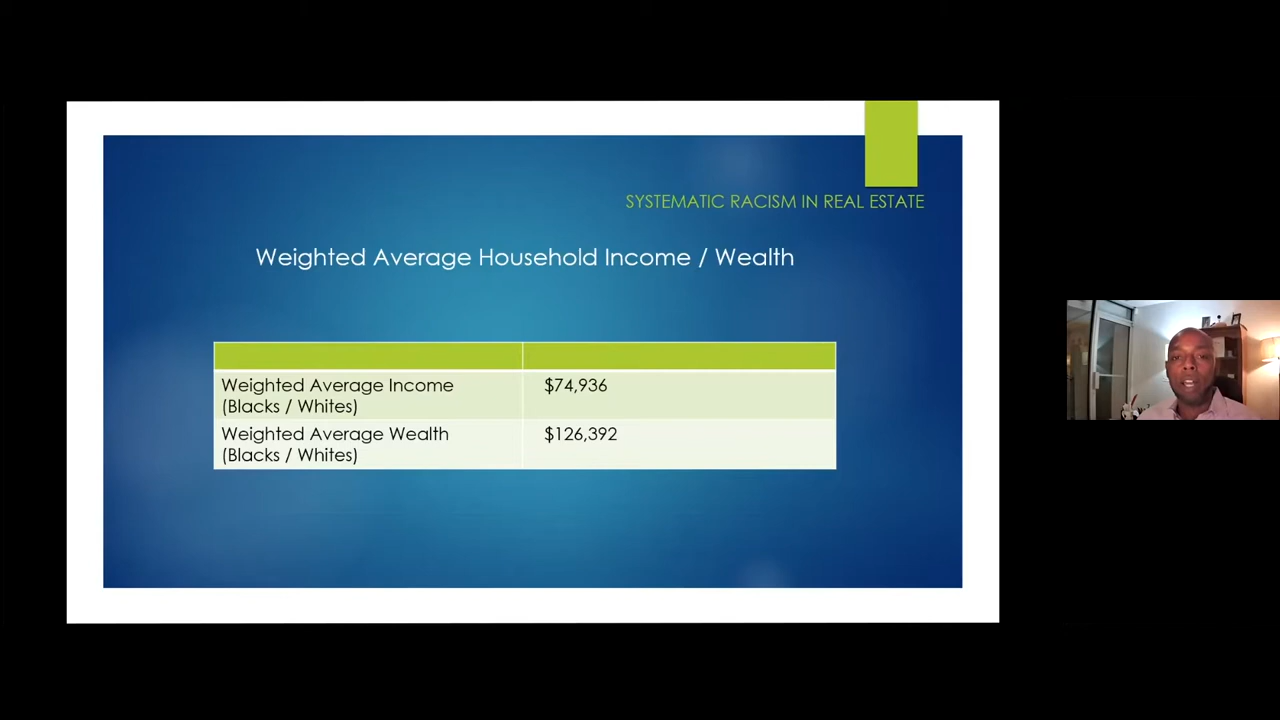 SYSTEMATIC RACISM IN REAL ESTATE
Weighted Average Household Income / Wealth
Weighted Average Income
(Blacks / Whites)
$74,936
Weighted Average Wealth
(Blacks / Whites)
$126,392